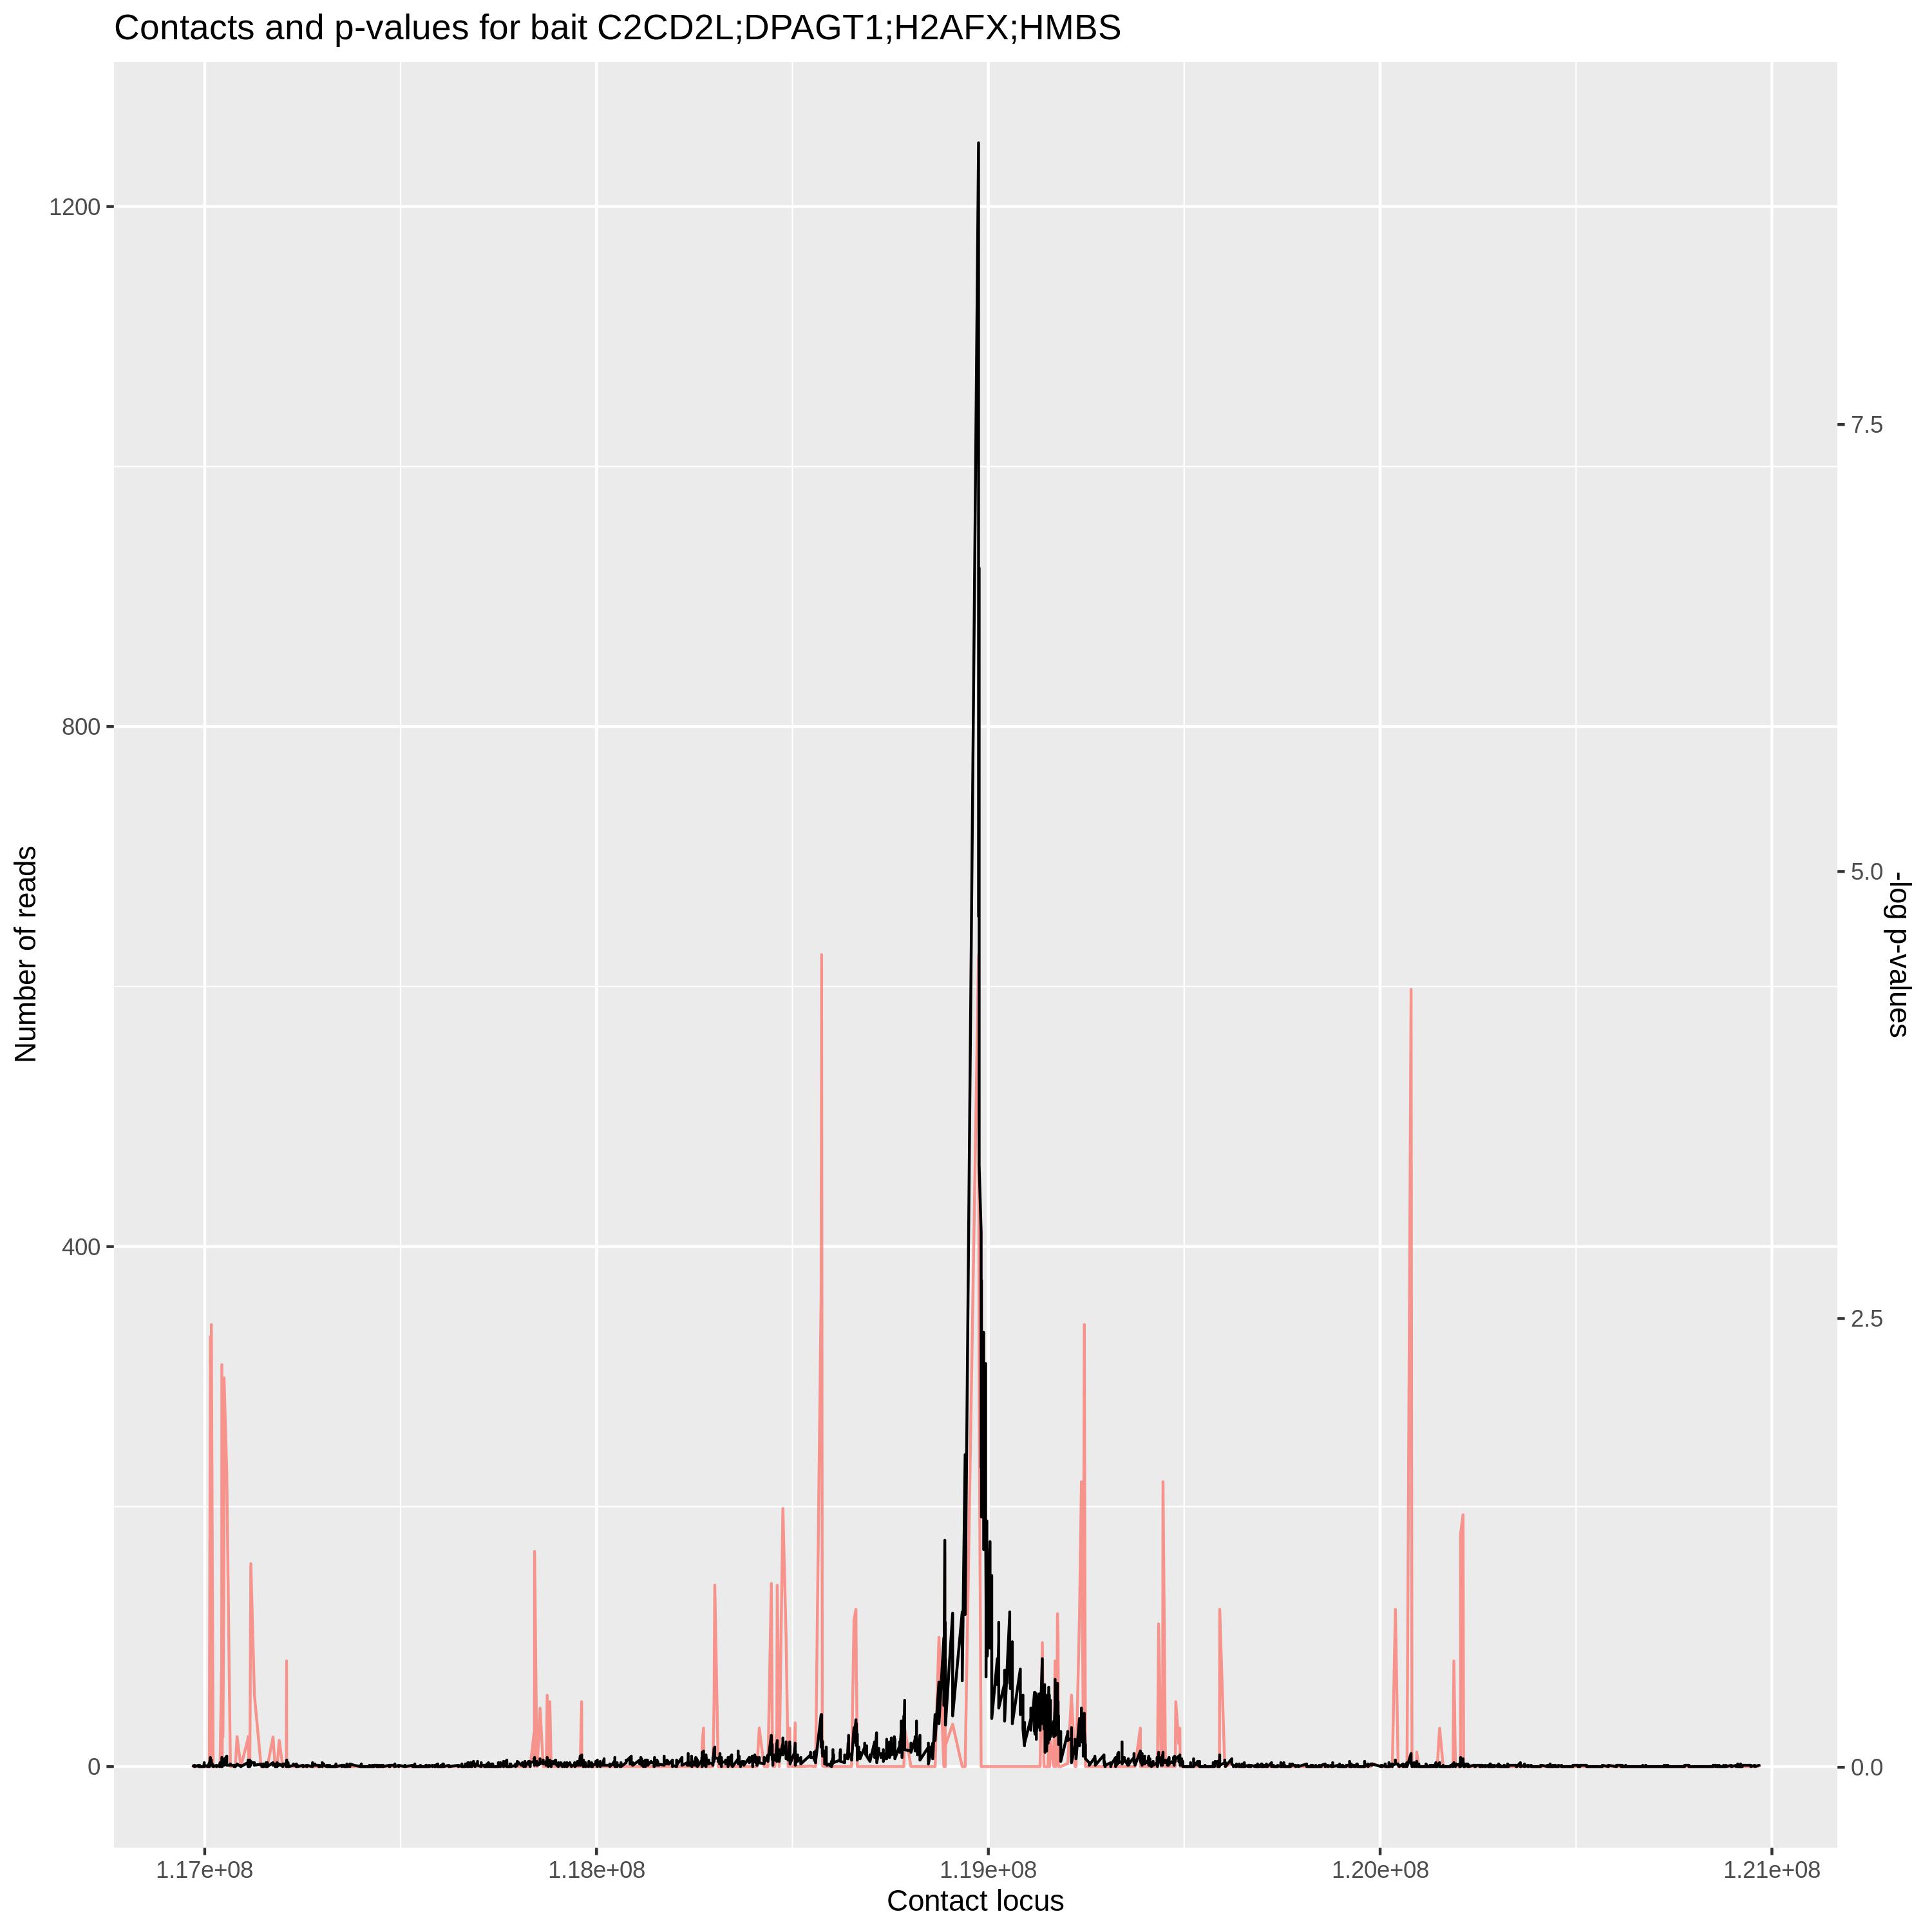 Contacts and p-values for bait C2CD2L;DPAGT1;H2AFX;HMBS
1200
800
400
0
Number of reads
7.5
5.0
2.5
0.0
-log p-values
1.17e+08
1.18e+08
1.19e+08
1.20e+08
1.21e+08
Contact locus